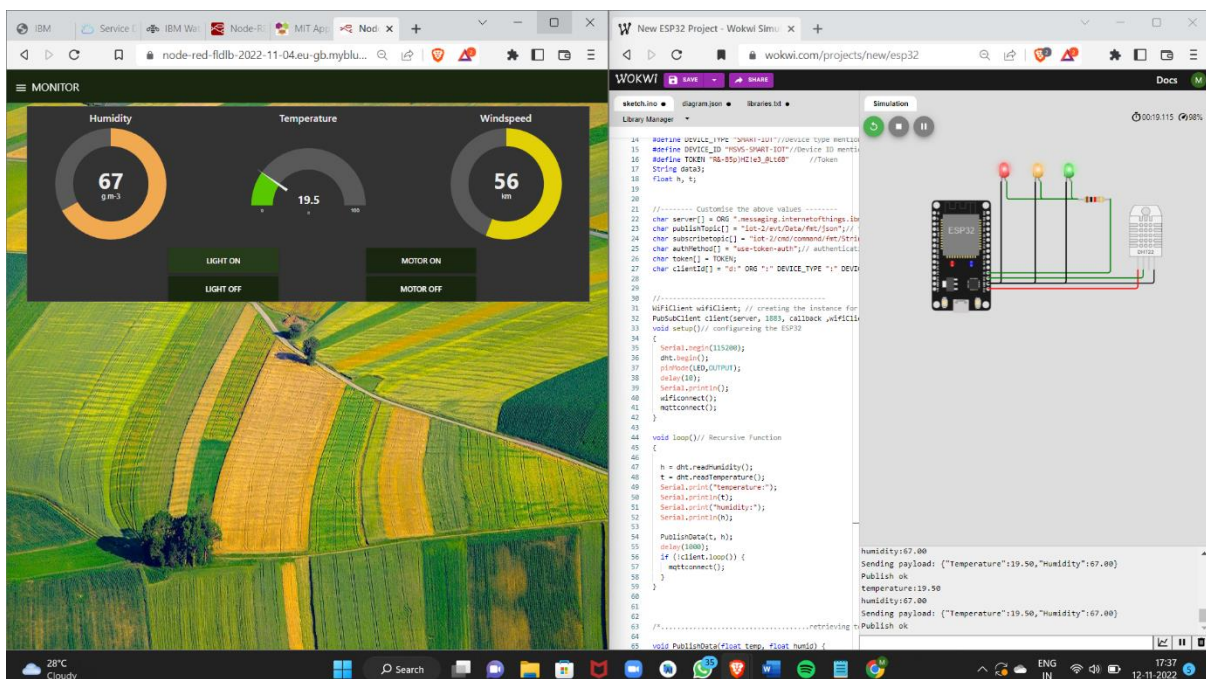 IBM
Service D
IBM Wat
Node-RE
MIT App
Node
node-red-fldlb-2022-11-04.eu-gb.myblu...
MONITOR
Humidity
67
g.m-3
Temperature
19.5
0
100
Windspeed
56
km
LIGHT ON
MOTOR ON
LIGHT OFF
MOTOR OFF
New ESP32 Project - Wokwi Simu
wokwi.com/projects/new/esp32
WOKWI
SAVE
SHARE
Docs
M
sketch.ino
diagram.json
libraries.txt
Library Manager
Simulation
00:19.115
98%
14 #define DEVICE_TYPE "SMART-IOT"//Device type mentio
15 #define DEVICE_ID "MSVS-SMART-IOT"//Device ID menti
16 #define TOKEN //Token
17 String data3;
18 float h, t;
19
20
21 //-------- Customise the above values --------
22 char server[] = ORG ".messaging.internetofthings.ib
23 char publishTopic[] = "iot-2/evt/Data/fmt/json";//
24 char subscribetopic[] = "iot-2/cmd/command/fmt/Stri
25 char authMethod[] = "use-token-auth";// authenticati
26 char token[] = TOKEN;
27 char clientId[] = "d:" ORG ":" DEVICE_TYPE ":" DEVI
28
29
30 //-----------------------------------------
31 WiFiClient wifiClient; // creating the instance for
32 PubSubClient client(server, 1883, callback ,wifiCli
33 void setup()// configureing the ESP32
34 {
35 Serial.begin(115200);
36 dht.begin();
37 pinMode(LED,OUTPUT);
38 delay(10);
39 Serial.println();
40 wificonnect();
41 mqttconnect();
42 }
43
44 void loop()// Recursive Function
45 {
46
47 h = dht.readHumidity();
48 t = dht.readTemperature();
49 Serial.print("temperature:");
50 Serial.println(t);
51 Serial.print("humidity:");
52 Serial.println(h);
53
54 PublishData(t, h);
55 delay(1000);
56 if (!client.loop()) {
57 mqttconnect();
58 }
59 }
60
61
62
63 /*.....................................retrieving t
64
65 void PublishData(float temp, float humid) {
ESP32
DHT22
humidity:67.00
Sending payload: {"Temperature":19.50,"Humidity":67.00}
Publish ok
temperature:19.50
humidity:67.00
Sending payload: {"Temperature":19.50,"Humidity":67.00}
Publish ok
28°C
Cloudy
Search
35
ENG
IN
17:37
12-11-2022
5